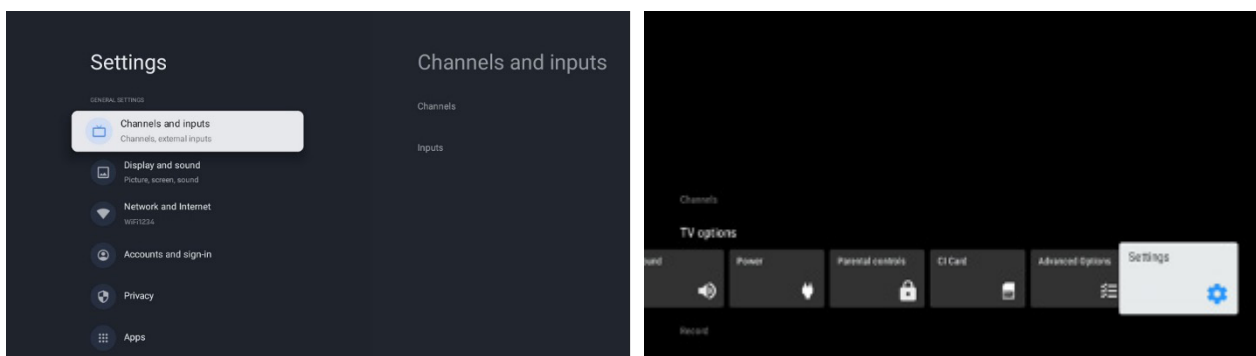 Settings
GENERAL SETTINGS
Channels and inputs
Channels, external inputs
Display and sound
Picture, screen, sound
Network and Internet
WiFi1234
Accounts and sign-in
Privacy
Apps
Channels and inputs
Channels
Inputs
Channels
TV options
ound
Power
Parental controls
CI Card
Advanced Options
Settings
Record